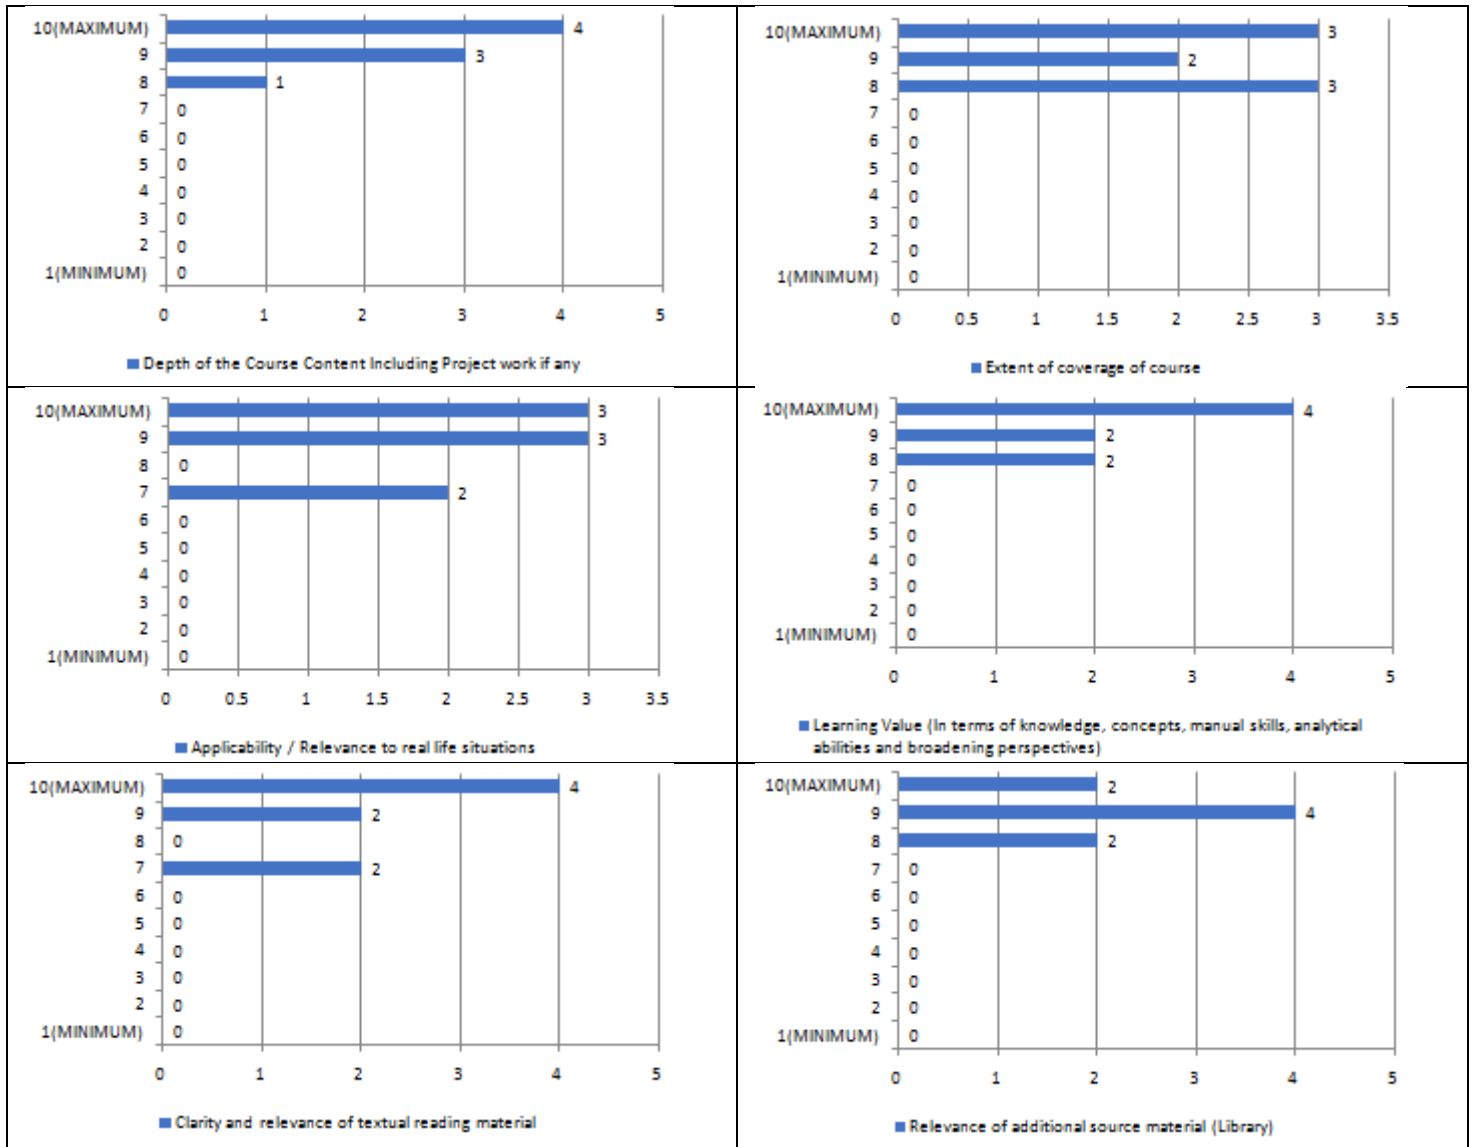 10(MAXIMUM) 4
9 3
8 1
7 0
6 0
5 0
4 0
3 0
2 0
1(MINIMUM) 0
0 1 2 3 4 5
Depth of the Course Content Including Project work if any
10(MAXIMUM) 3
9 2
8 3
7 0
6 0
5 0
4 0
3 0
2 0
1(MINIMUM) 0
0 0.5 1 1.5 2 2.5 3 3.5
Extent of coverage of course
10(MAXIMUM) 3
9 3
8 0
7 2
6 0
5 0
4 0
3 0
2 0
1(MINIMUM) 0
0 0.5 1 1.5 2 2.5 3 3.5
Applicability / Relevance to real life situations
10(MAXIMUM) 4
9 2
8 2
7 0
6 0
5 0
4 0
3 0
2 0
1(MINIMUM) 0
0 1 2 3 4 5
Learning Value (In terms of knowledge, concepts, manual skills, analytical
abilities and broadening perspectives)
10(MAXIMUM) 4
9 2
8 0
7 2
6 0
5 0
4 0
3 0
2 0
1(MINIMUM) 0
0 1 2 3 4 5
Clarity and relevance of textual reading material
10(MAXIMUM) 2
9 4
8 2
7 0
6 0
5 0
4 0
3 0
2 0
1(MINIMUM) 0
0 1 2 3 4 5
Relevance of additional source material (Library)